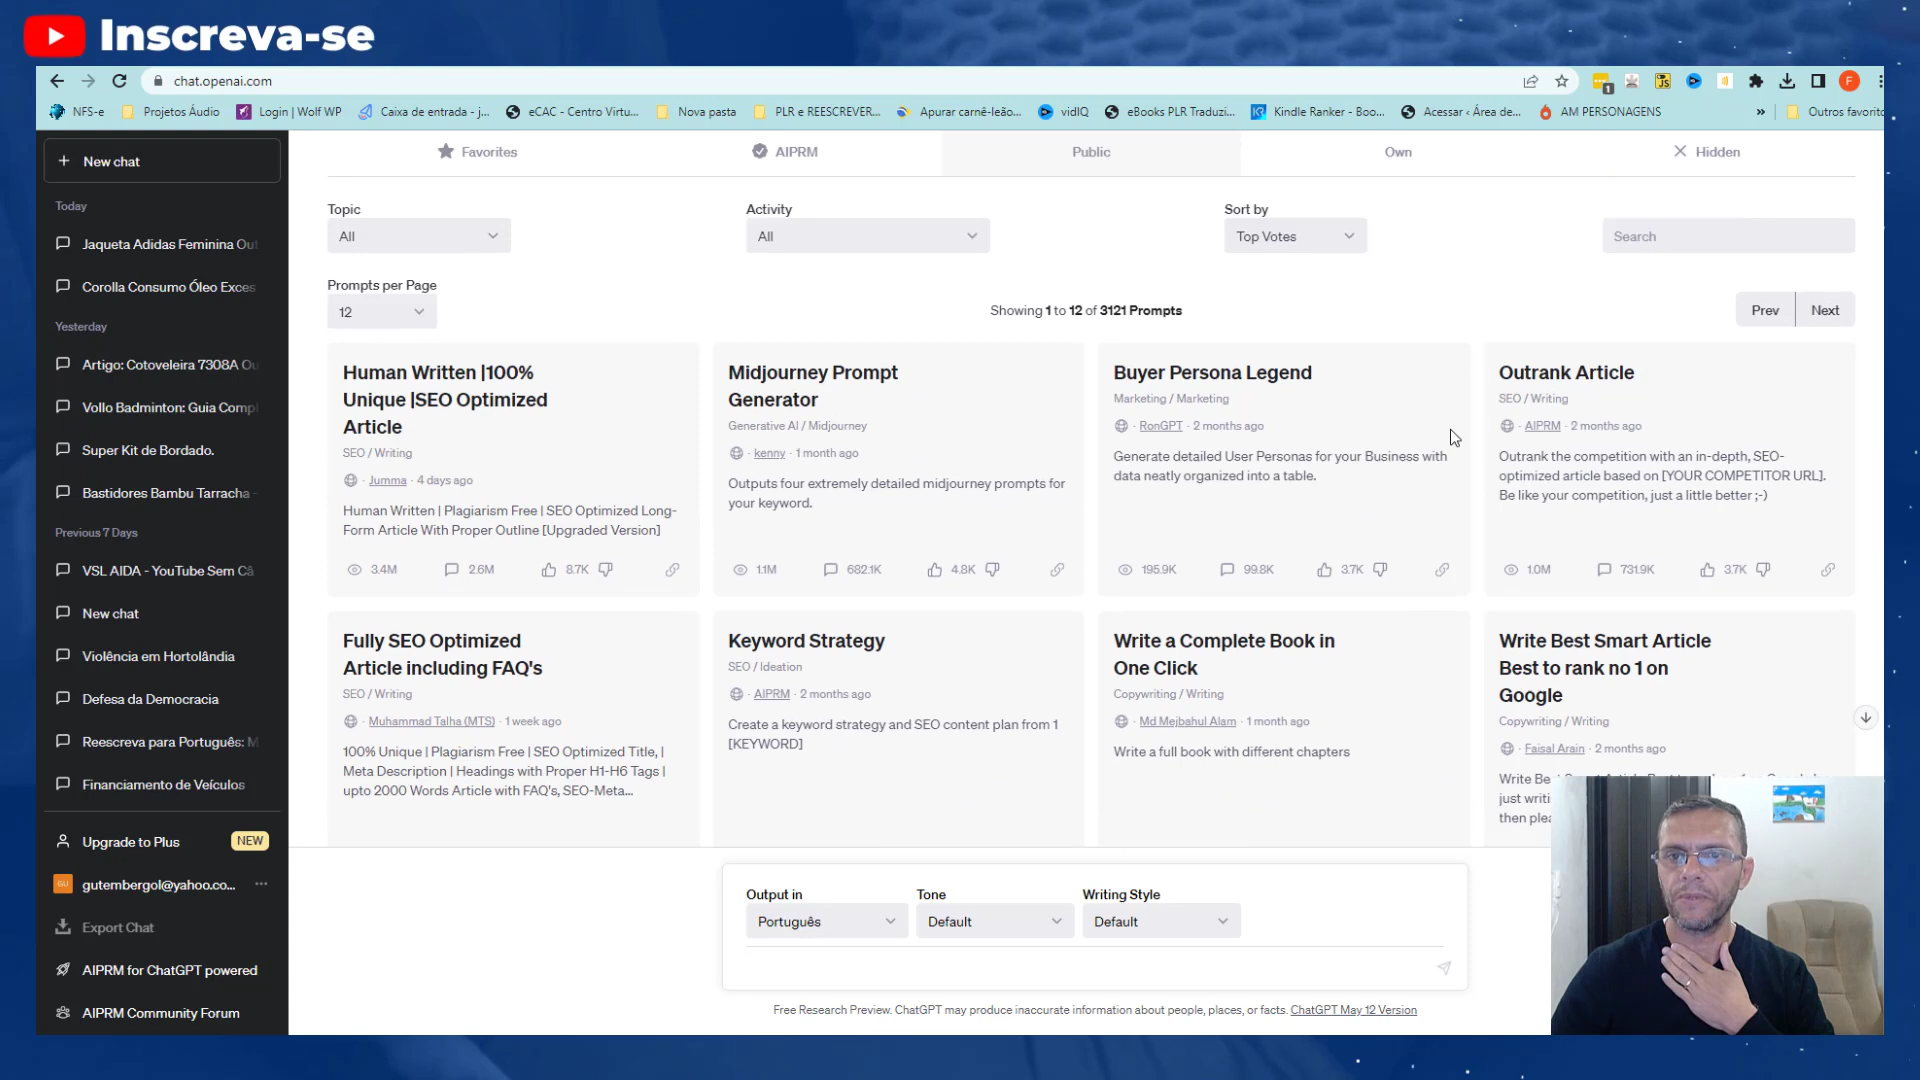 Inscreva-se
chat.openai.com
NFS-e
Projetos Áudio
Login | Wolf WP
Caixa de entrada - j...
eCAC - Centro Virtu...
Nova pasta
PLR e REESCREVER...
Apurar carnê-leão...
vidIQ
eBooks PLR Traduzi...
Kindle Ranker - Boo...
Acessar ‹ Área de...
AM PERSONAGENS
»
Outros favorito
New chat
Today
Jaqueta Adidas Feminina Out
Corolla Consumo Óleo Exces
Yesterday
Artigo: Cotoveleira 7308A Ou
Vollo Badminton: Guia Compl
Super Kit de Bordado.
Bastidores Bambu Tarracha -
Previous 7 Days
VSL AIDA - YouTube Sem Câ
New chat
Violência em Hortolândia
Defesa da Democracia
Reescreva para Português: M
Financiamento de Veículos
Upgrade to Plus
NEW
GU
gutembergol@yahoo.co...
Export Chat
AIPRM for ChatGPT powered
AIPRM Community Forum
Favorites
AIPRM
Public
Own
Hidden
Topic
All
Activity
All
Sort by
Top Votes
Search
Prompts per Page
12
Showing 1 to 12 of 3121 Prompts
Prev
Next
Human Written |100%
Unique |SEO Optimized
Article
SEO / Writing
· Jumma · 4 days ago
Human Written | Plagiarism Free | SEO Optimized Long-
Form Article With Proper Outline [Upgraded Version]
3.4M
2.6M
8.7K
Midjourney Prompt
Generator
Generative AI / Midjourney
· kenny · 1 month ago
Outputs four extremely detailed midjourney prompts for
your keyword.
1.1M
682.1K
4.8K
Buyer Persona Legend
Marketing / Marketing
· RonGPT · 2 months ago
Generate detailed User Personas for your Business with
data neatly organized into a table.
195.9K
99.8K
3.7K
Outrank Article
SEO / Writing
· AIPRM · 2 months ago
Outrank the competition with an in-depth, SEO-
optimized article based on [YOUR COMPETITOR URL].
Be like your competition, just a little better ;-)
1.0M
731.9K
3.7K
Fully SEO Optimized
Article including FAQ's
SEO / Writing
· Muhammad Talha (MTS) · 1 week ago
100% Unique | Plagiarism Free | SEO Optimized Title, |
Meta Description | Headings with Proper H1-H6 Tags |
upto 2000 Words Article with FAQ's, SEO-Meta...
Keyword Strategy
SEO / Ideation
· AIPRM · 2 months ago
Create a keyword strategy and SEO content plan from 1
[KEYWORD]
Write a Complete Book in
One Click
Copywriting / Writing
· Md Mejbahul Alam · 1 month ago
Write a full book with different chapters
Write Best Smart Article
Best to rank no 1 on
Google
Copywriting / Writing
· Faisal Arain · 2 months ago
Write Be
just writi
then plea
Output in
Português
Tone
Default
Writing Style
Default
Free Research Preview. ChatGPT may produce inaccurate information about people, places, or facts. ChatGPT May 12 Version